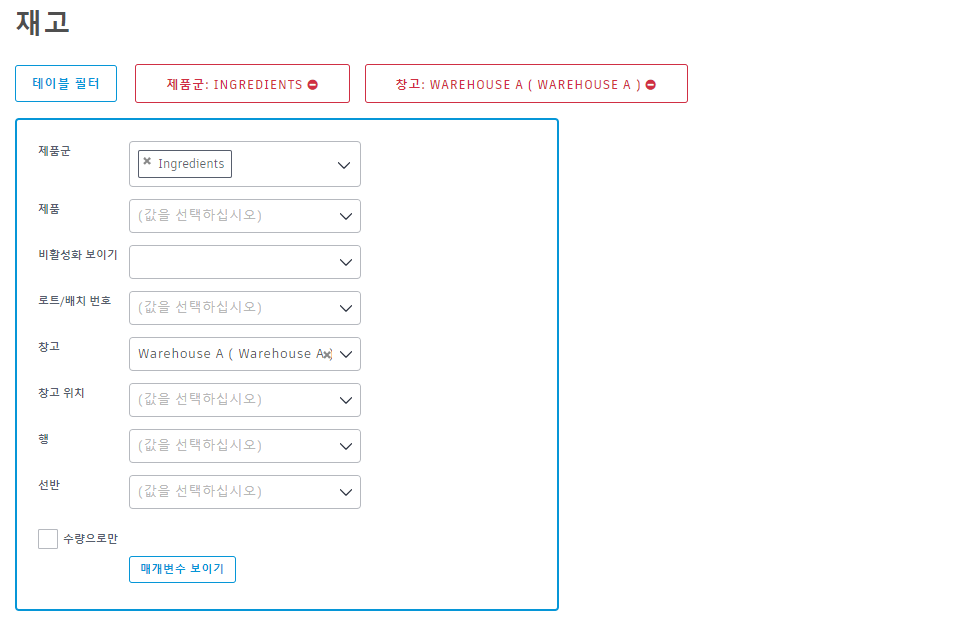 재고
테이블 필터
제품군: INGREDIENTS
창고: WAREHOUSE A ( WAREHOUSE A )
제품군
Ingredients
제품
(값을 선택하십시오)
비활성화 보이기
로트/배치 번호
(값을 선택하십시오)
창고
Warehouse A ( Warehouse A)
창고 위치
(값을 선택하십시오)
행
(값을 선택하십시오)
선반
(값을 선택하십시오)
수량으로만
매개변수 보이기